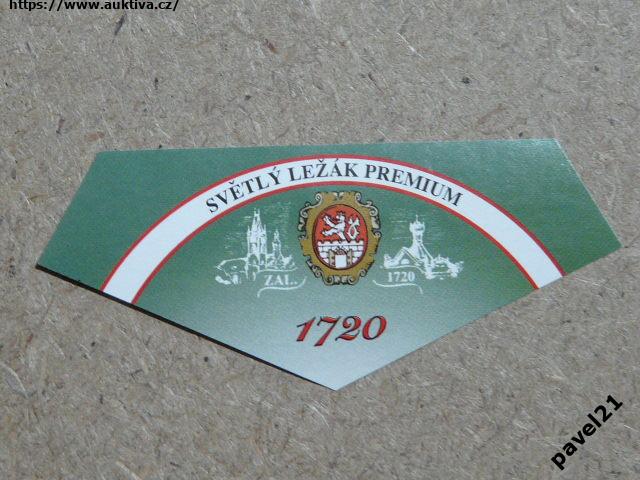 https://www.auktiva.cz/
SVĚTLÝ LEŽÁK PREMIUM
ZAL. 1720
1720
pavel21